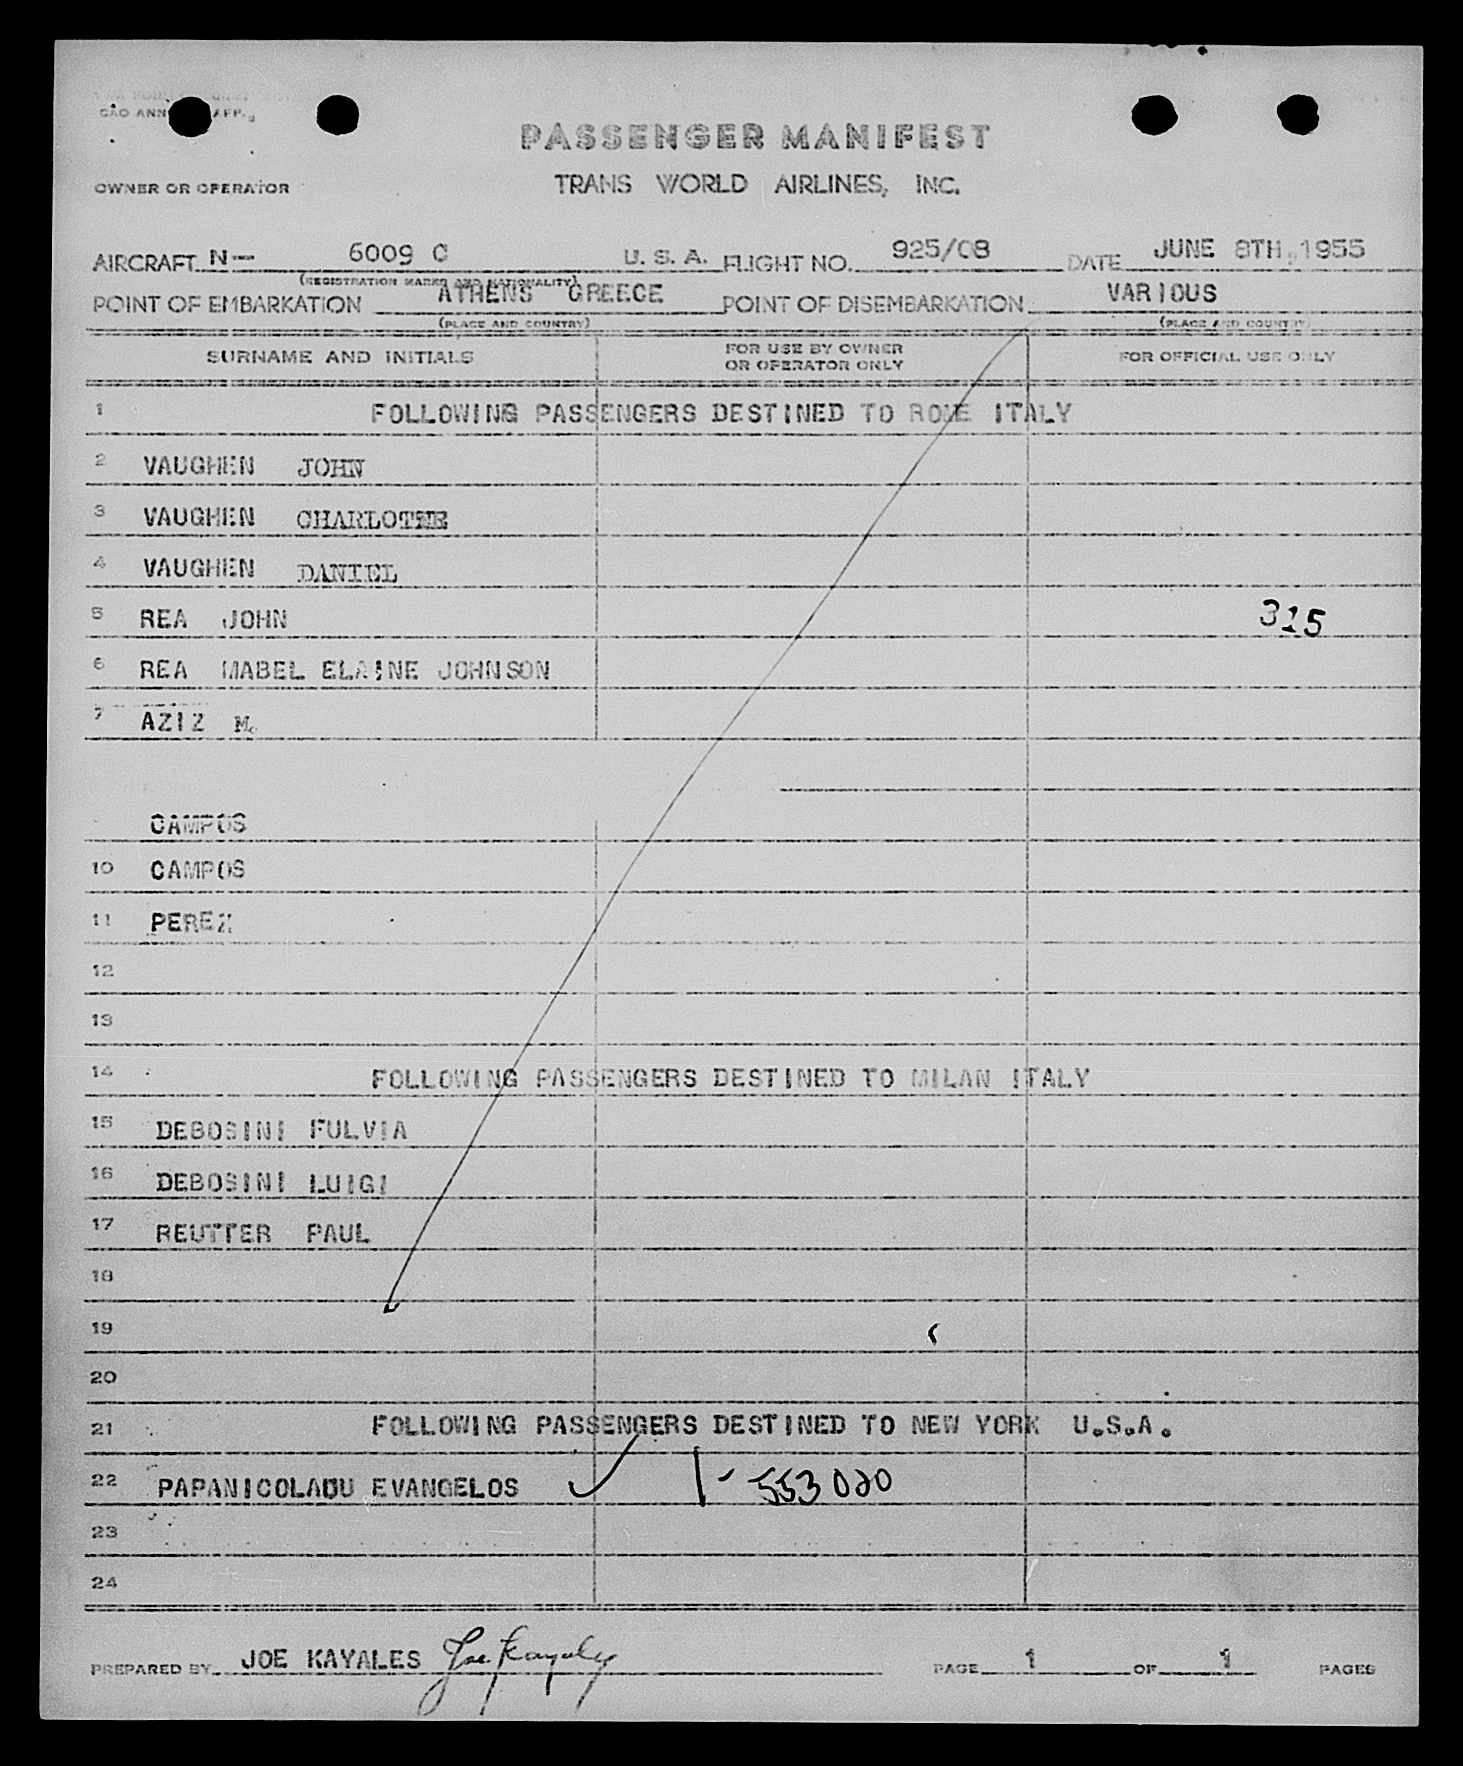 PASSENGER MANIFEST
OWNER OR OPERATOR TRANS WORLD AIRLINES, INC.
AIRCRAFT N- 6009 C U. S. A. FLIGHT NO. 925/08 DATE JUNE 8TH, 1955
(REGISTRATION MARKS AND NATIONALITY)
POINT OF EMBARKATION ATHENS GREECE POINT OF DISEMBARKATION VARIOUS
(PLACE AND COUNTRY) (PLACE AND COUNTRY)
SURNAME AND INITIALS FOR USE BY OWNER OR OPERATOR ONLY FOR OFFICIAL USE ONLY
1 FOLLOWING PASSENGERS DESTINED TO ROME ITALY
2 VAUGHEN JOHN
3 VAUGHEN CHARLOTTE
4 VAUGHEN DANIEL
5 REA JOHN 315
6 REA MABEL ELAINE JOHNSON
7 AZIZ M.
CAMPOS
10 CAMPOS
11 PEREZ
12
13
14 FOLLOWING PASSENGERS DESTINED TO MILAN ITALY
15 DEBOSINI FULVIA
16 DEBOSINI LUIGI
17 REUTTER PAUL
18
19
20
21 FOLLOWING PASSENGERS DESTINED TO NEW YORK U.S.A.
22 PAPANICOLAOU EVANGELOS ✓ 1-553020
23
24
PREPARED BY JOE KAYALES Joe Kayales PAGE 1 OF 1 PAGES